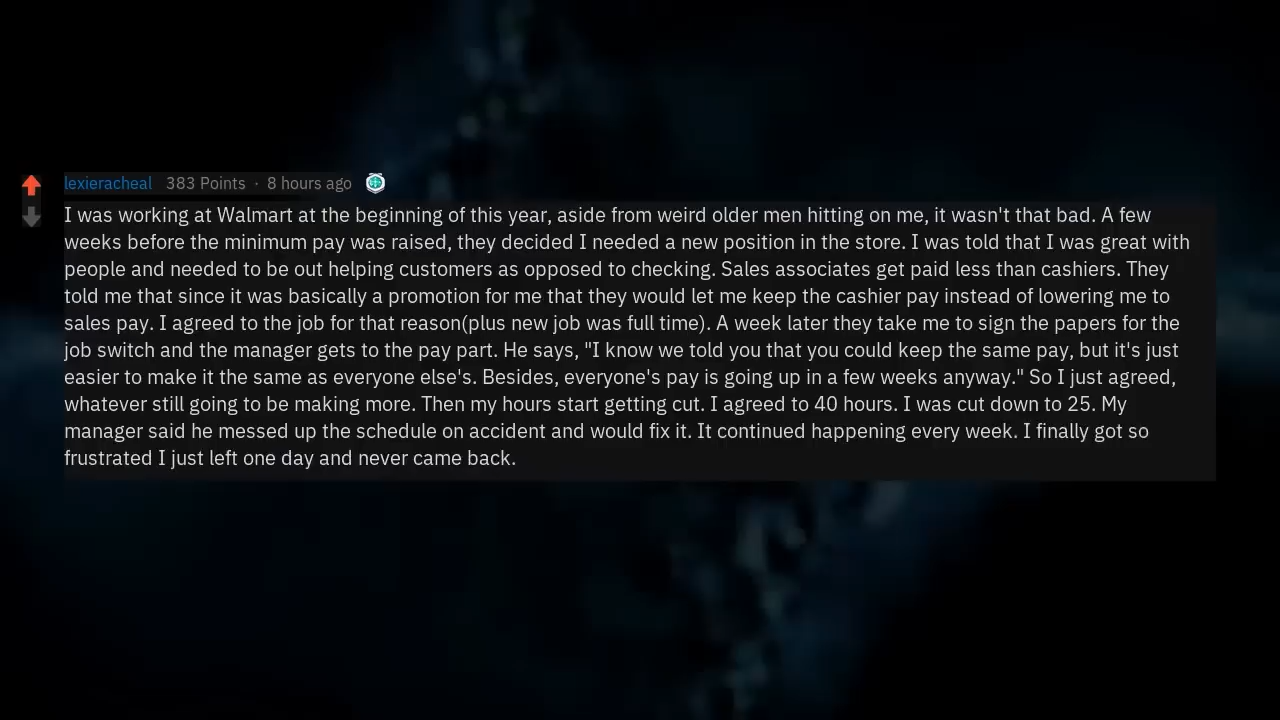 lexieracheal 383 Points · 8 hours ago
I was working at Walmart at the beginning of this year, aside from weird older men hitting on me, it wasn't that bad. A few
weeks before the minimum pay was raised, they decided I needed a new position in the store. I was told that I was great with
people and needed to be out helping customers as opposed to checking. Sales associates get paid less than cashiers. They
told me that since it was basically a promotion for me that they would let me keep the cashier pay instead of lowering me to
sales pay. I agreed to the job for that reason(plus new job was full time). A week later they take me to sign the papers for the
job switch and the manager gets to the pay part. He says, "I know we told you that you could keep the same pay, but it's just
easier to make it the same as everyone else's. Besides, everyone's pay is going up in a few weeks anyway." So I just agreed,
whatever still going to be making more. Then my hours start getting cut. I agreed to 40 hours. I was cut down to 25. My
manager said he messed up the schedule on accident and would fix it. It continued happening every week. I finally got so
frustrated I just left one day and never came back.